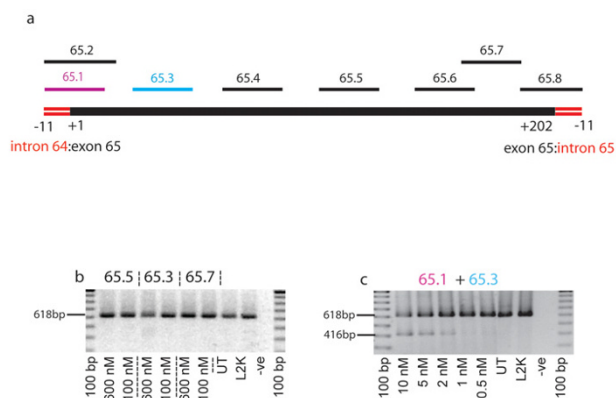 a
65.2
65.7
65.1
65.3
65.4
65.5
65.6
65.8
-11
+1
+202
-11
intron 64:exon 65
exon 65:intron 65
b
65.5
65.3
65.7
618bp
100 bp
600 nM
100 nM
600 nM
100 nM
600 nM
100 nM
UT
L2K
-ve
100 bp
c
65.1 + 65.3
618bp
416bp
100 bp
10 nM
5 nM
2 nM
1 nM
0.5 nM
UT
L2K
-ve
100 bp